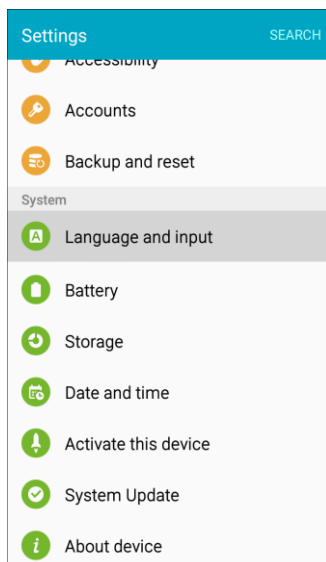 Settings
SEARCH
Accessibility
Accounts
Backup and reset
System
Language and input
Battery
Storage
Date and time
Activate this device
System Update
About device